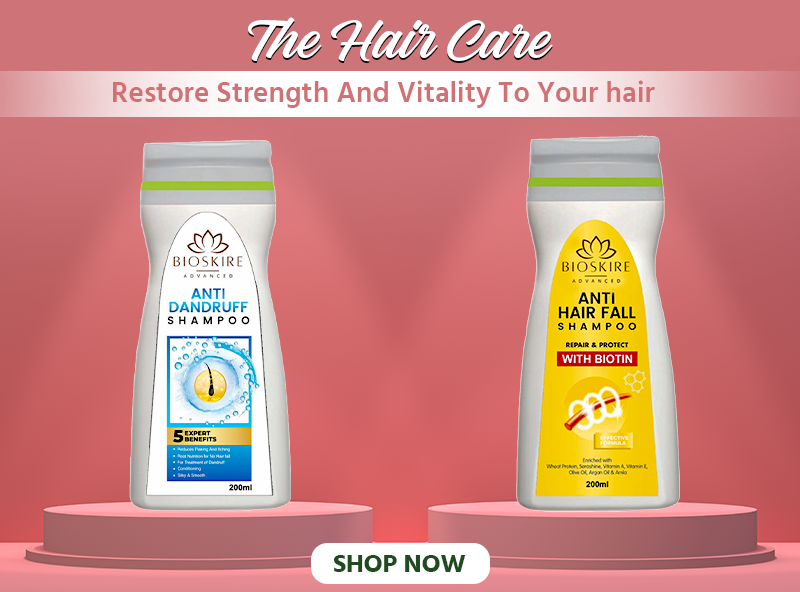 The Hair Care
Restore Strength And Vitality To Your hair
BIOSKIRE
ADVANCED
ANTI
DANDRUFF
SHAMPOO
5 EXPERT
BENEFITS
• Reduces Flaking And Itching
• Root Nutrition for No Hair fall
• For Treatment of Dandruff
• Conditioning
• Silky & Smooth
200ml
BIOSKIRE
ADVANCED
ANTI
HAIR FALL
SHAMPOO
REPAIR & PROTECT
WITH BIOTIN
EFFECTIVE
FORMULA
Enriched with
Wheat Protein, Serashine, Vitamin A, Vitamin E,
Olive Oil, Argan Oil & Amla
200ml
SHOP NOW